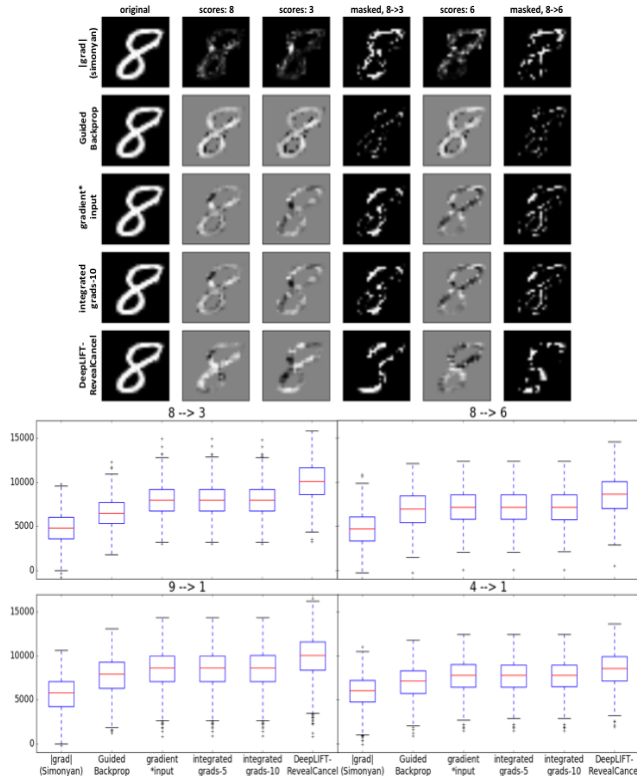 original scores: 8 scores: 3 masked, 8->3 scores: 6 masked, 8->6
|grad|
(simonyan)
Guided
Backprop
gradient*
input
integrated
grads-10
DeepLIFT-
RevealCancel
8 --> 3 8 --> 6
15000
10000
5000
0
9 --> 1 4 --> 1
15000
10000
5000
0
|grad| Guided gradient integrated integrated DeepLIFT- |grad| Guided gradient integrated integrated DeepLIFT-
(Simonyan) Backprop *input grads-5 grads-10 RevealCancel (Simonyan) Backprop *input grads-5 grads-10 RevealCancel